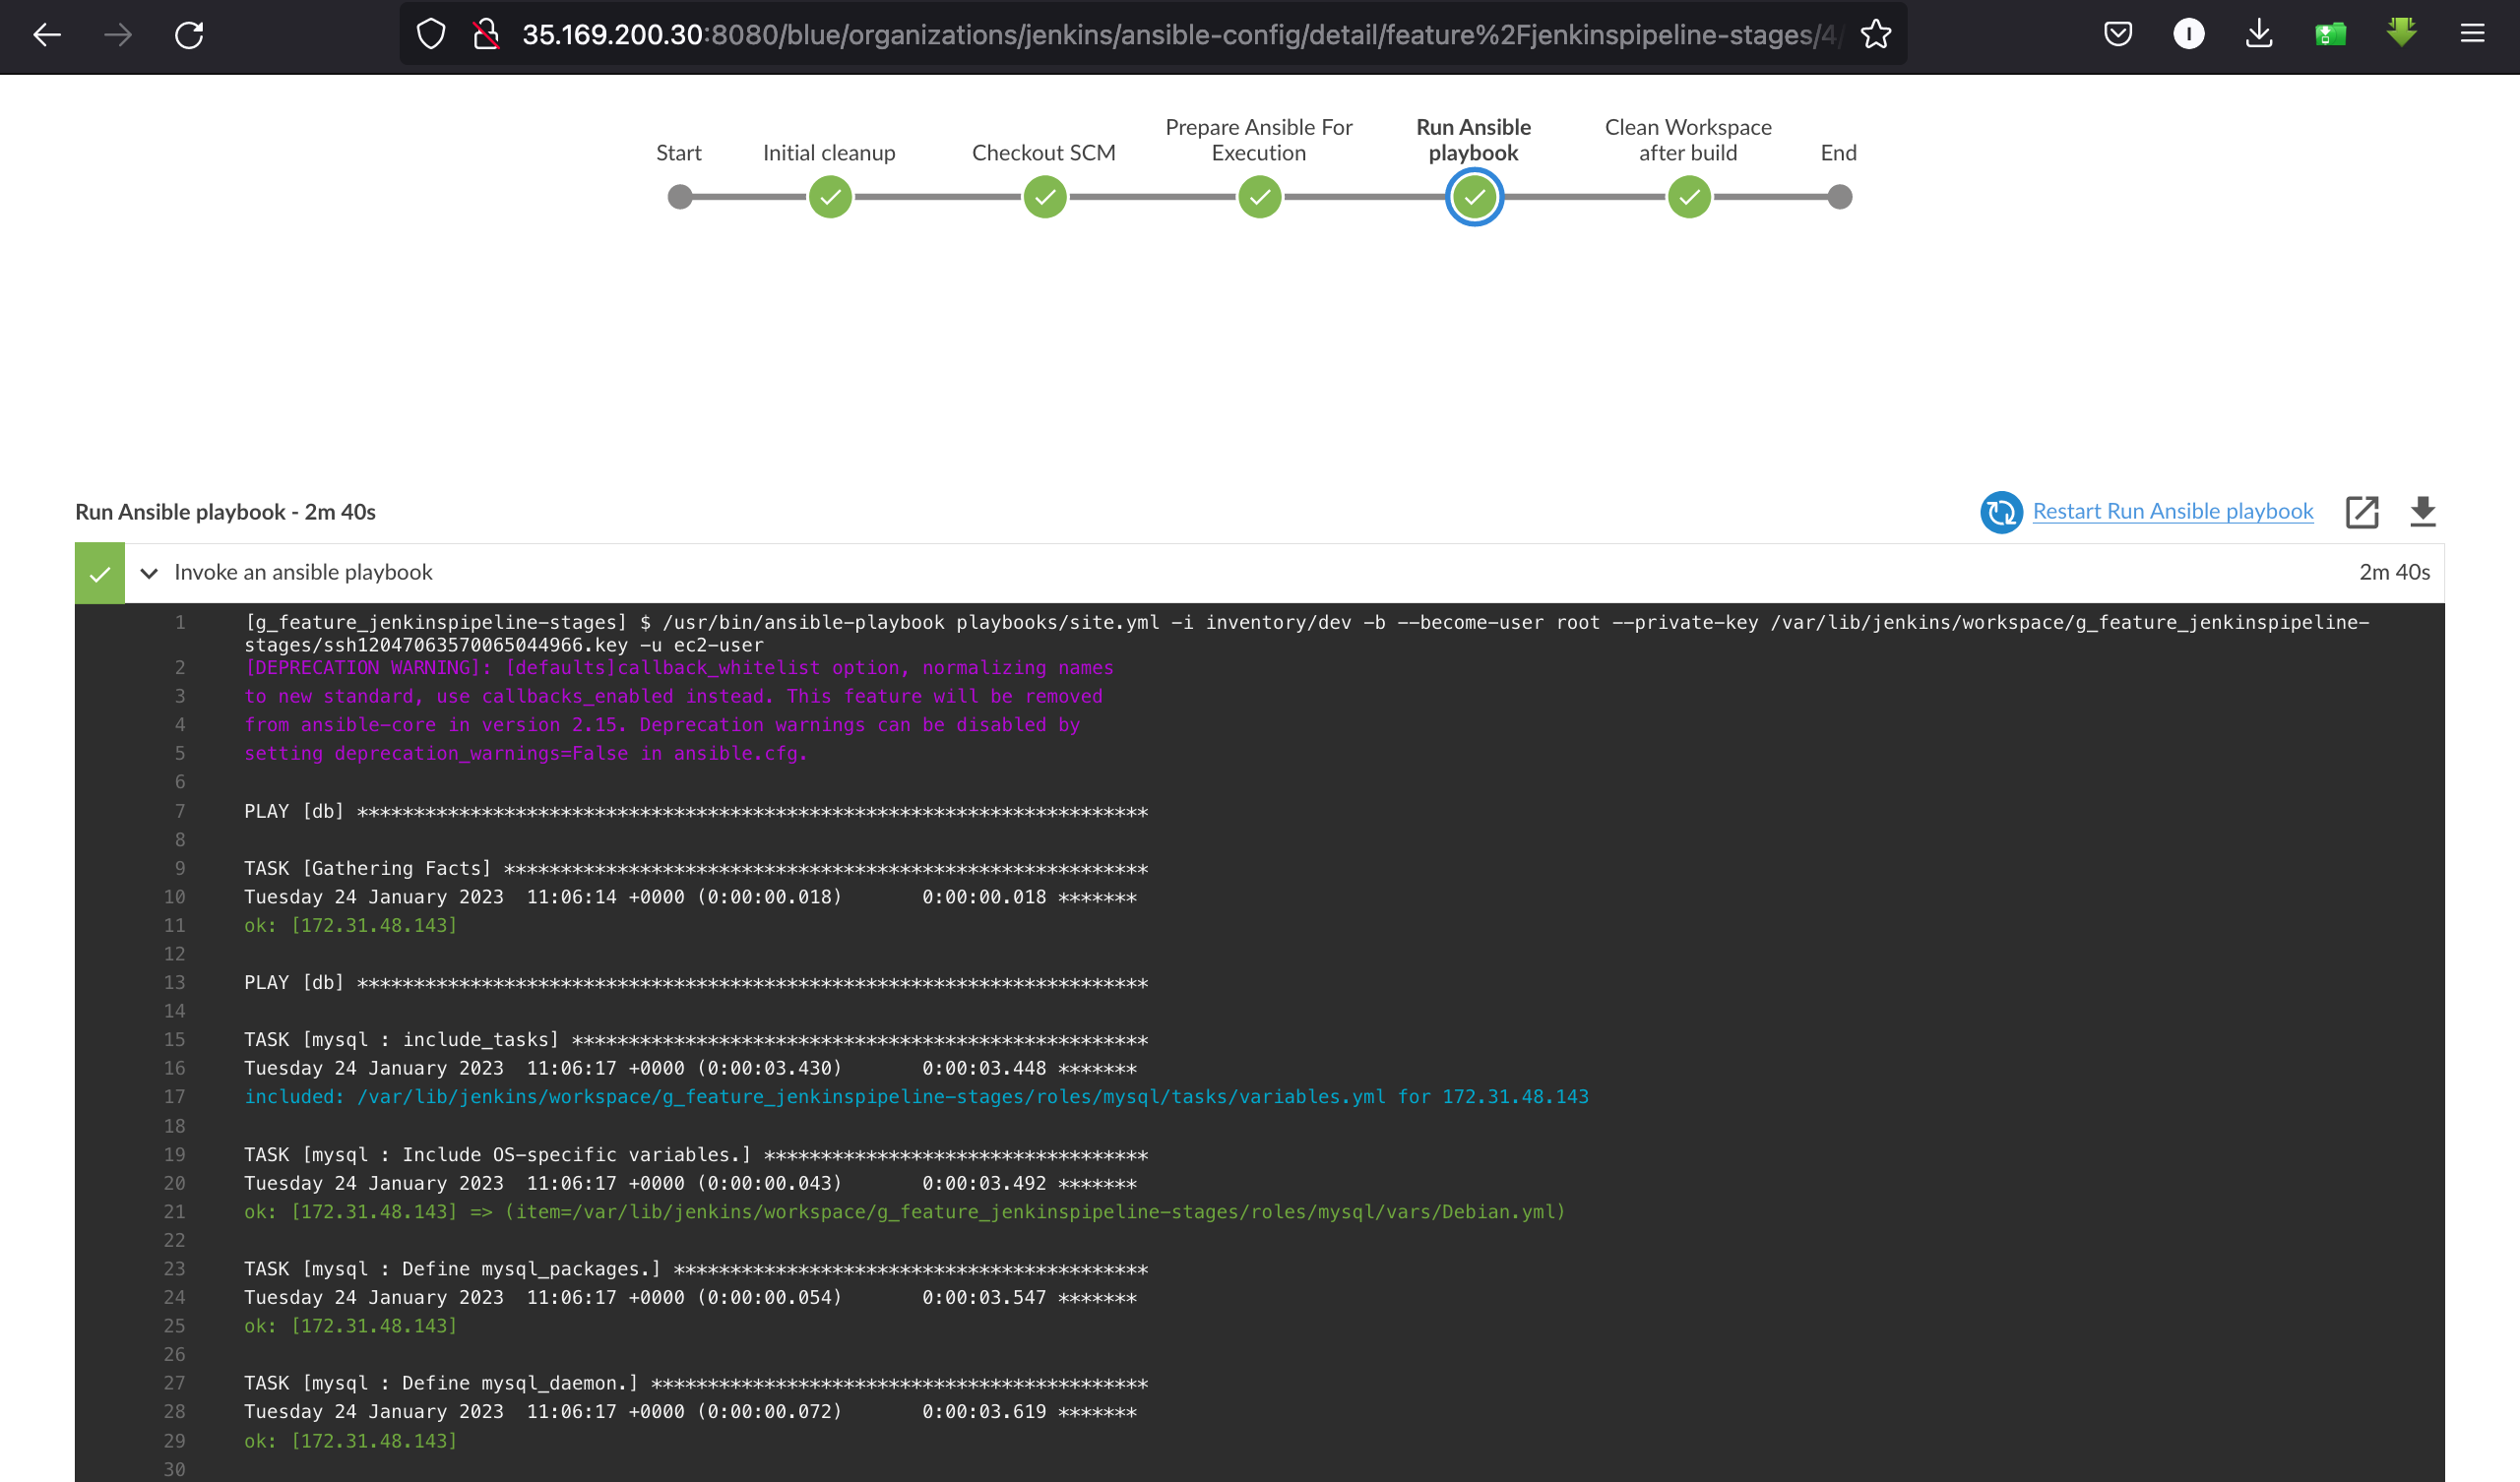 35.169.200.30:8080/blue/organizations/jenkins/ansible-config/detail/feature%2Fjenkinspipeline-stages/4/
Start
Initial cleanup
Checkout SCM
Prepare Ansible For
Execution
Run Ansible
playbook
Clean Workspace
after build
End
Run Ansible playbook - 2m 40s
Restart Run Ansible playbook
Invoke an ansible playbook
2m 40s
1 [g_feature_jenkinspipeline-stages] $ /usr/bin/ansible-playbook playbooks/site.yml -i inventory/dev -b --become-user root --private-key /var/lib/jenkins/workspace/g_feature_jenkinspipeline-
stages/ssh12047063570065044966.key -u ec2-user
2 [DEPRECATION WARNING]: [defaults]callback_whitelist option, normalizing names
3 to new standard, use callbacks_enabled instead. This feature will be removed
4 from ansible-core in version 2.15. Deprecation warnings can be disabled by
5 setting deprecation_warnings=False in ansible.cfg.
6
7 PLAY [db] **********************************************************************
8
9 TASK [Gathering Facts] *********************************************************
10 Tuesday 24 January 2023  11:06:14 +0000 (0:00:00.018)       0:00:00.018 *******
11 ok: [172.31.48.143]
12
13 PLAY [db] **********************************************************************
14
15 TASK [mysql : include_tasks] ***************************************************
16 Tuesday 24 January 2023  11:06:17 +0000 (0:00:03.430)       0:00:03.448 *******
17 included: /var/lib/jenkins/workspace/g_feature_jenkinspipeline-stages/roles/mysql/tasks/variables.yml for 172.31.48.143
18
19 TASK [mysql : Include OS-specific variables.] **********************************
20 Tuesday 24 January 2023  11:06:17 +0000 (0:00:00.043)       0:00:03.492 *******
21 ok: [172.31.48.143] => (item=/var/lib/jenkins/workspace/g_feature_jenkinspipeline-stages/roles/mysql/vars/Debian.yml)
22
23 TASK [mysql : Define mysql_packages.] ******************************************
24 Tuesday 24 January 2023  11:06:17 +0000 (0:00:00.054)       0:00:03.547 *******
25 ok: [172.31.48.143]
26
27 TASK [mysql : Define mysql_daemon.] ********************************************
28 Tuesday 24 January 2023  11:06:17 +0000 (0:00:00.072)       0:00:03.619 *******
29 ok: [172.31.48.143]
30